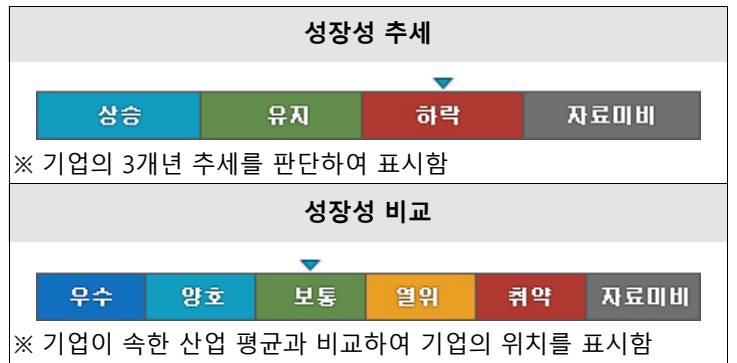 성장성 추세
상승 유지 하락 자료미비
※ 기업의 3개년 추세를 판단하여 표시함
성장성 비교
우수 양호 보통 열위 취약 자료미비
※ 기업이 속한 산업 평균과 비교하여 기업의 위치를 표시함